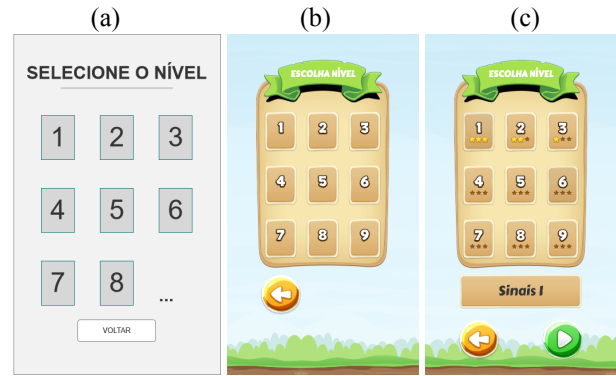 (a)
SELECIONE O NÍVEL
1 2 3
4 5 6
7 8 ...
VOLTAR
(b)
ESCOLHA NÍVEL
1 2 3
4 5 6
7 8 9
(c)
ESCOLHA NÍVEL
1 2 3
4 5 6
7 8 9
Sinais I